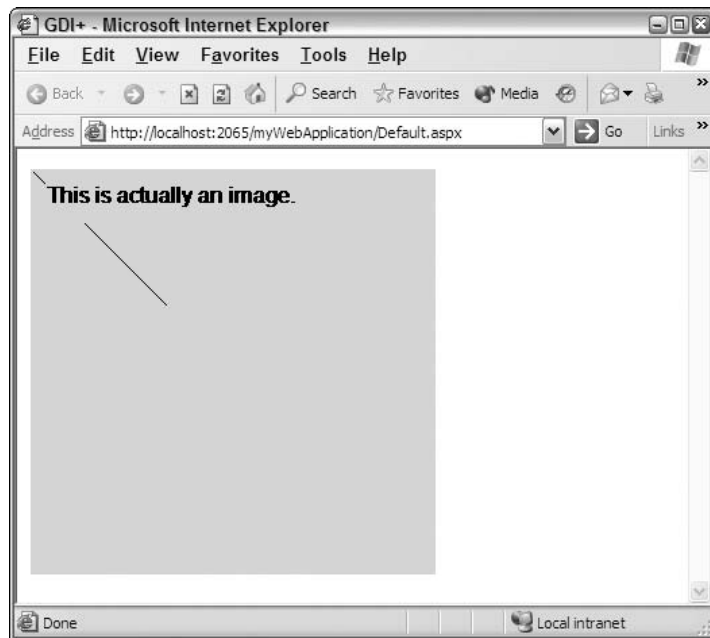 GDI+ - Microsoft Internet Explorer
File Edit View Favorites Tools Help
Back Search Favorites Media »
Address http://localhost:2065/myWebApplication/Default.aspx Go Links »
This is actually an image.
Done Local intranet